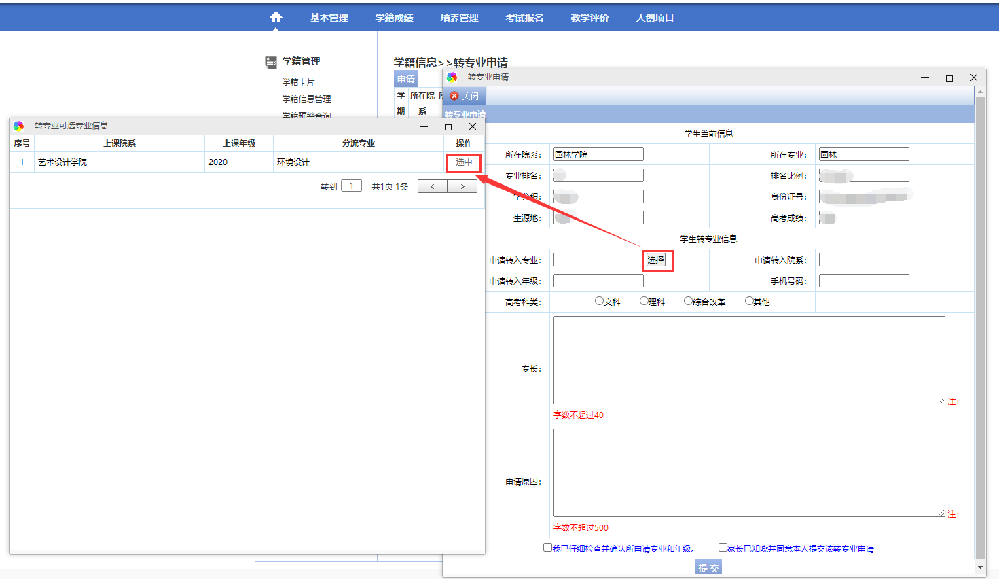 基本管理 学籍成绩 培养管理 考试报名 教学评价 大创项目
学籍管理
学籍卡片
学籍信息管理
学籍预警查询
学籍信息>>转专业申请
申请
学期 所在院系
转专业可选专业信息
序号 上课院系 上课年级 分流专业 操作
1 艺术设计学院 2020 环境设计 选中
转到 1 共1页 1条 < >
转专业申请
关闭
转专业申请
学生当前信息
所在院系: 园林学院 所在专业: 园林
专业排名: 排名比例:
学分积: 身份证号:
生源地: 高考成绩:
学生转专业信息
申请转入专业: 选择 申请转入院系:
申请转入年级: 手机号码:
高考科类: 文科 理科 综合改革 其他
专长: 注:
字数不超过40
申请原因: 注:
字数不超过500
我已仔细检查并确认所申请专业和年级。 家长已知晓并同意本人提交该转专业申请
提 交